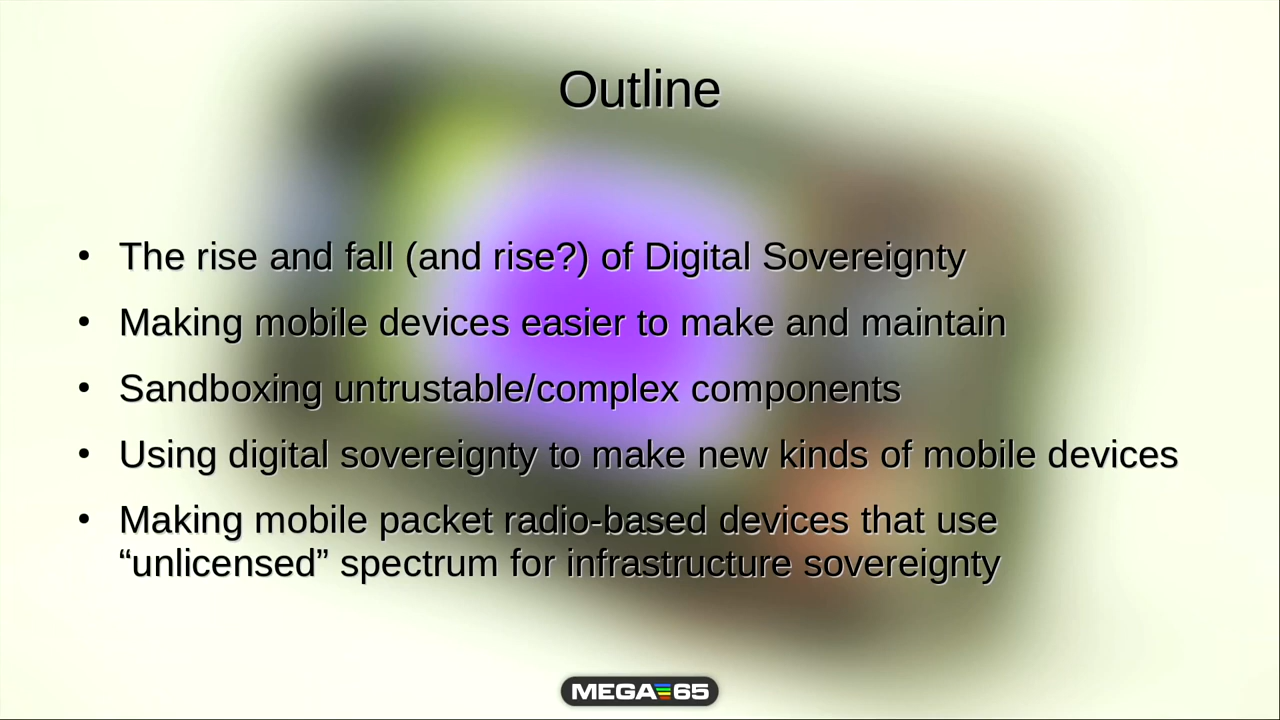 Outline
• The rise and fall (and rise?) of Digital Sovereignty
• Making mobile devices easier to make and maintain
• Sandboxing untrustable/complex components
• Using digital sovereignty to make new kinds of mobile devices
• Making mobile packet radio-based devices that use
“unlicensed” spectrum for infrastructure sovereignty
MEGA 65